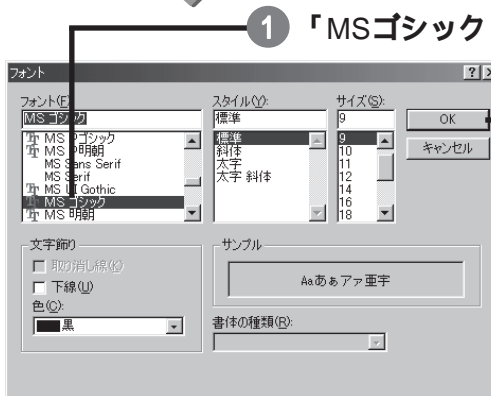 1 「MSゴシック
フォント
フォント(F):
スタイル(Y):
サイズ(S):
MS ゴシック
標準
9
OK
キャンセル
MS Pゴシック
MS P明朝
MS Sans Serif
MS Serif
MS UI Gothic
MS ゴシック
MS 明朝
標準
斜体
太字
太字 斜体
9
10
11
12
14
16
18
文字飾り
取り消し線(K)
下線(U)
色(C):
黒
サンプル
Aaあぁアァ亜宇
書体の種類(R):